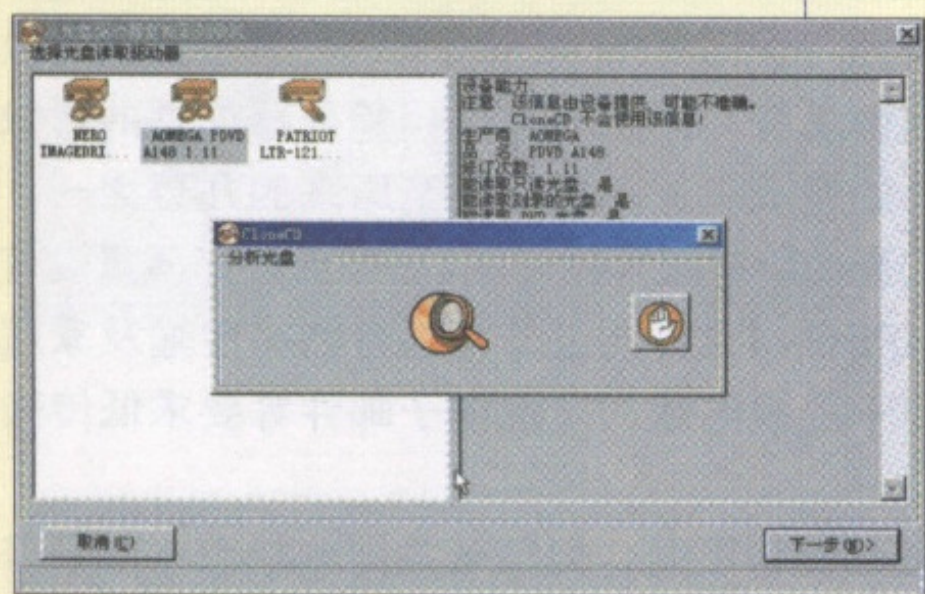 选择光盘读取驱动器
NERO
IMAGEDRI...
AOMEGA PDVD
A148 1.11
PATRIOT
LTR-121...
设备能力
注意：该信息由设备提供，可能不准确。
CloneCD 不会使用该信息！
生产商：AOMEGA
品　名：PDVD A148
修订次数：1.11
能读取只读光盘：是
能读取刻录的光盘：是
CloneCD
分析光盘
取消(C)
下一步(N)>